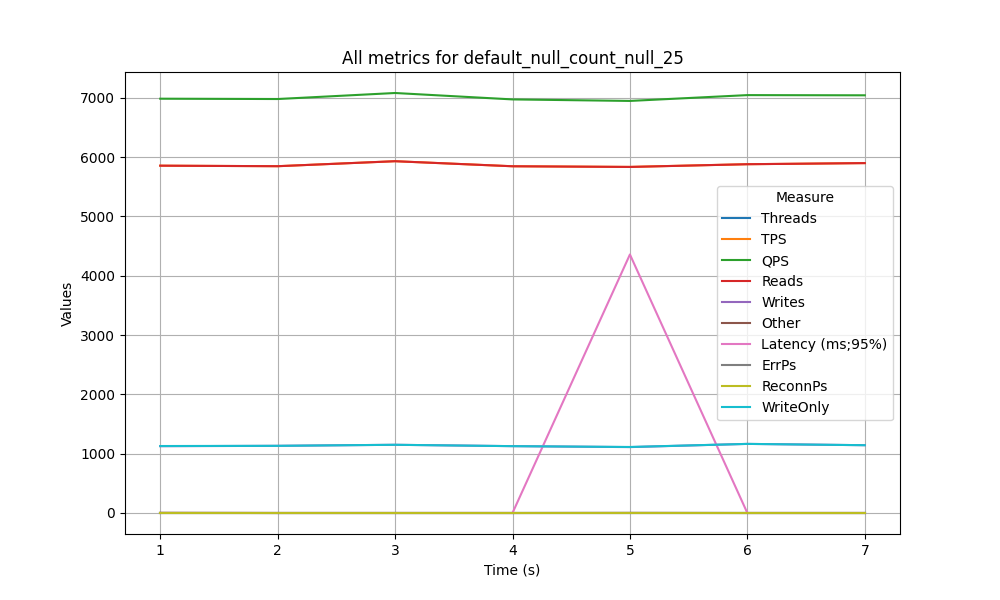 All metrics for default_null_count_null_25
7000
6000
5000
4000
3000
2000
1000
0
Values
Measure
Threads
TPS
QPS
Reads
Writes
Other
Latency (ms;95%)
ErrPs
ReconnPs
WriteOnly
1 2 3 4 5 6 7
Time (s)